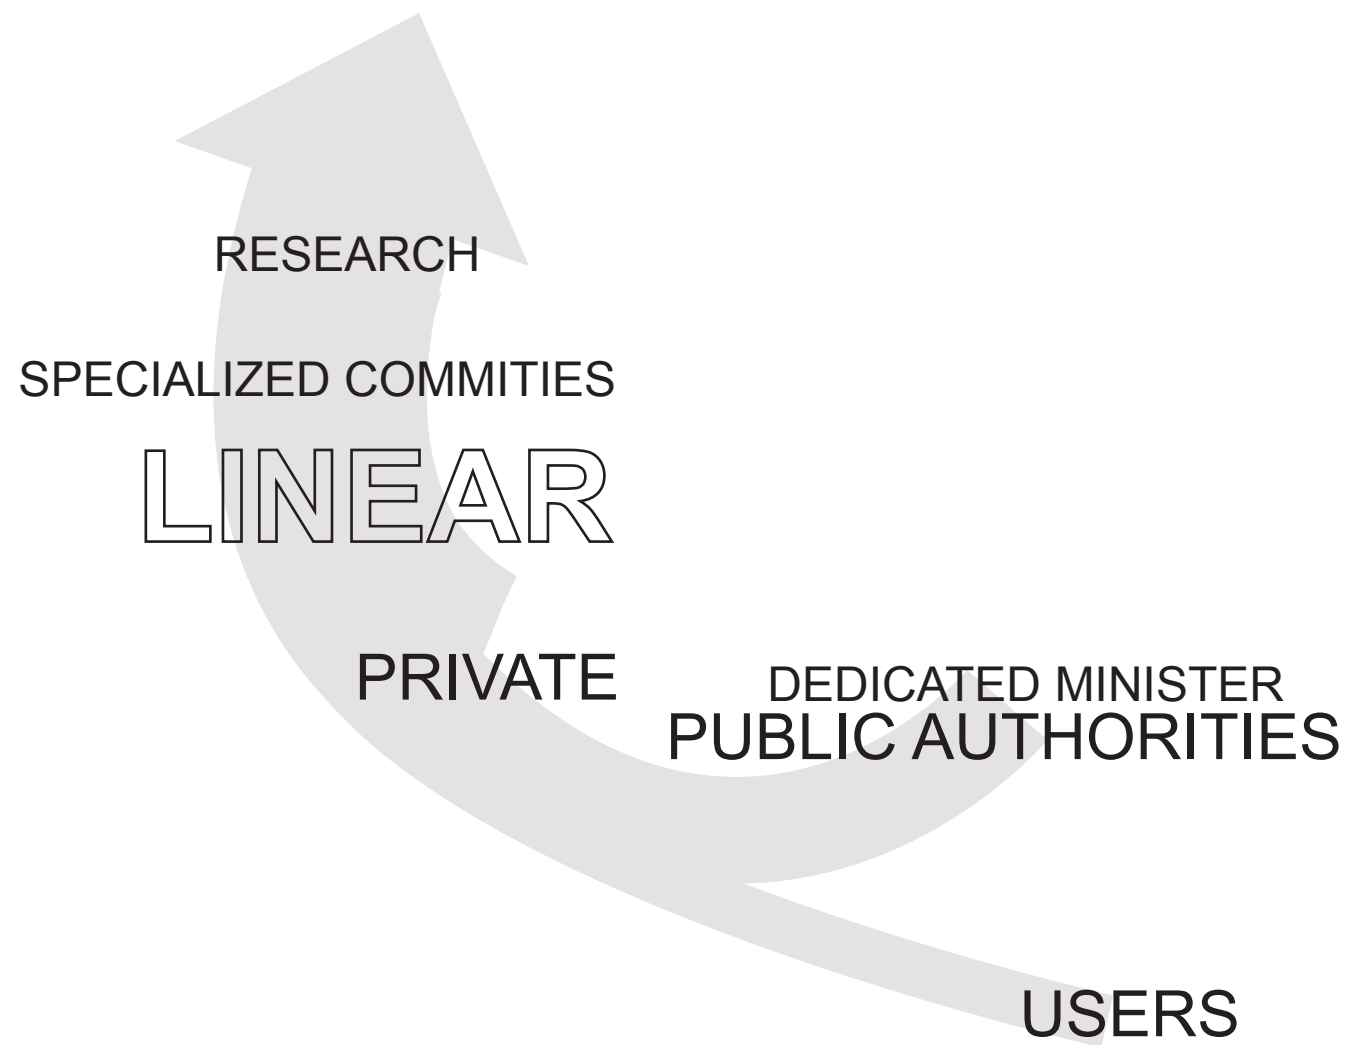 RESEARCH
SPECIALIZED COMMITIES
LINEAR
PRIVATE
DEDICATED MINISTER
PUBLIC AUTHORITIES
USERS